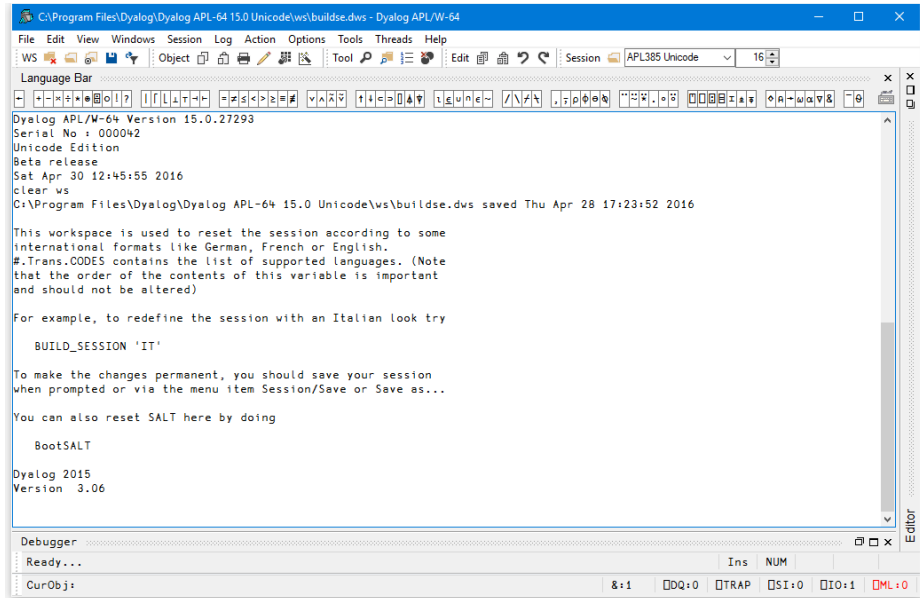 C:\Program Files\Dyalog\Dyalog APL-64 15.0 Unicode\ws\buildse.dws - Dyalog APL/W-64
File Edit View Windows Session Log Action Options Tools Threads Help
WS Object Tool Edit Session APL385 Unicode 16
Language Bar
Dyalog APL/W-64 Version 15.0.27293
Serial No : 000042
Unicode Edition
Beta release
Sat Apr 30 12:45:55 2016
clear ws
C:\Program Files\Dyalog\Dyalog APL-64 15.0 Unicode\ws\buildse.dws saved Thu Apr 28 17:23:52 2016
This workspace is used to reset the session according to some
international formats like German, French or English.
#.Trans.CODES contains the list of supported languages. (Note
that the order of the contents of this variable is important
and should not be altered)
For example, to redefine the session with an Italian look try
BUILD_SESSION 'IT'
To make the changes permanent, you should save your session
when prompted or via the menu item Session/Save or Save as...
You can also reset SALT here by doing
BootSALT
Dyalog 2015
Version 3.06
Editor
Debugger
Ready... Ins NUM
CurObj: &:1 ⎕DQ:0 ⎕TRAP ⎕SI:0 ⎕IO:1 ⎕ML:0